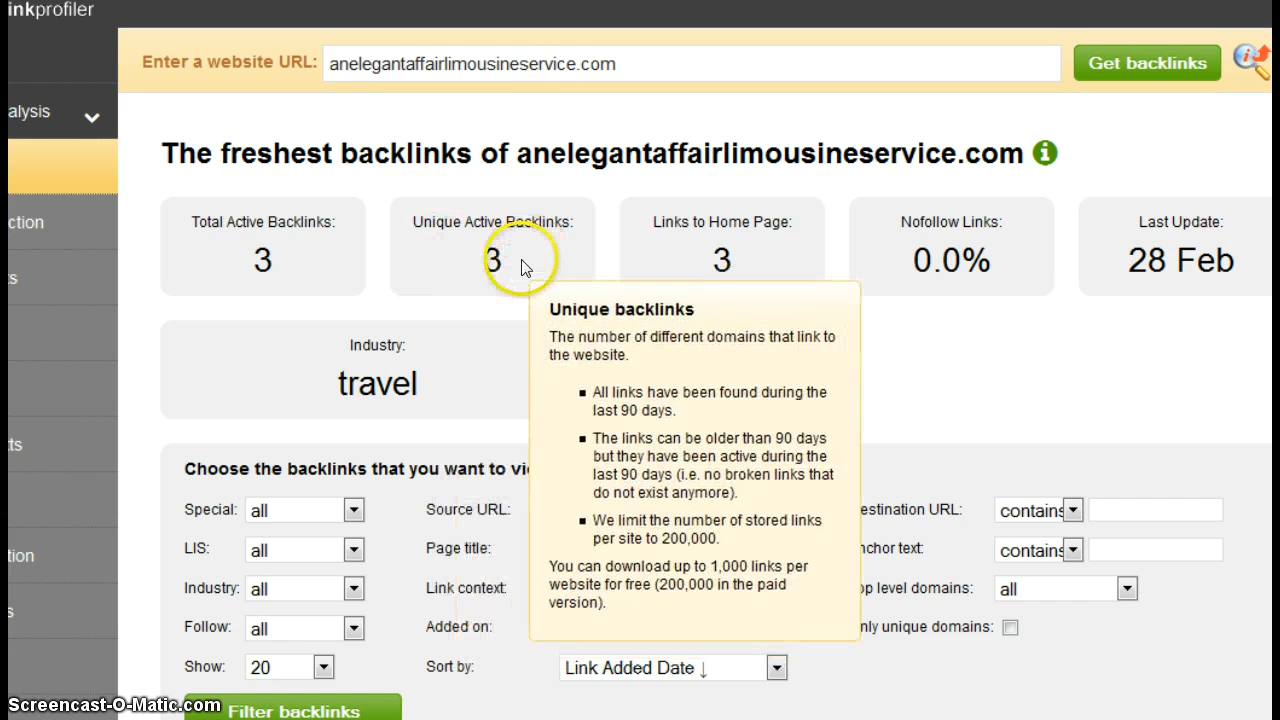 inkprofiler
Enter a website URL: anelegantaffairlimousineservice.com Get backlinks
alysis
The freshest backlinks of anelegantaffairlimousineservice.com
Total Active Backlinks: Unique Active Backlinks: Links to Home Page: Nofollow Links: Last Update:
3 3 3 0.0% 28 Feb
ction
s
Industry:
travel
Unique backlinks
The number of different domains that link to
the website.
All links have been found during the
last 90 days.
The links can be older than 90 days
but they have been active during the
last 90 days (i.e. no broken links that
do not exist anymore).
We limit the number of stored links
per site to 200,000.
You can download up to 1,000 links per
website for free (200,000 in the paid
version).
ts
tion
s
Choose the backlinks that you want to vi
Special: all Source URL: estination URL: contains
LIS: all Page title: nchor text: contains
Industry: all Link context: op level domains: all
Follow: all Added on: nly unique domains:
Show: 20 Sort by: Link Added Date ↓
Filter backlinks
Screencast-O-Matic.com